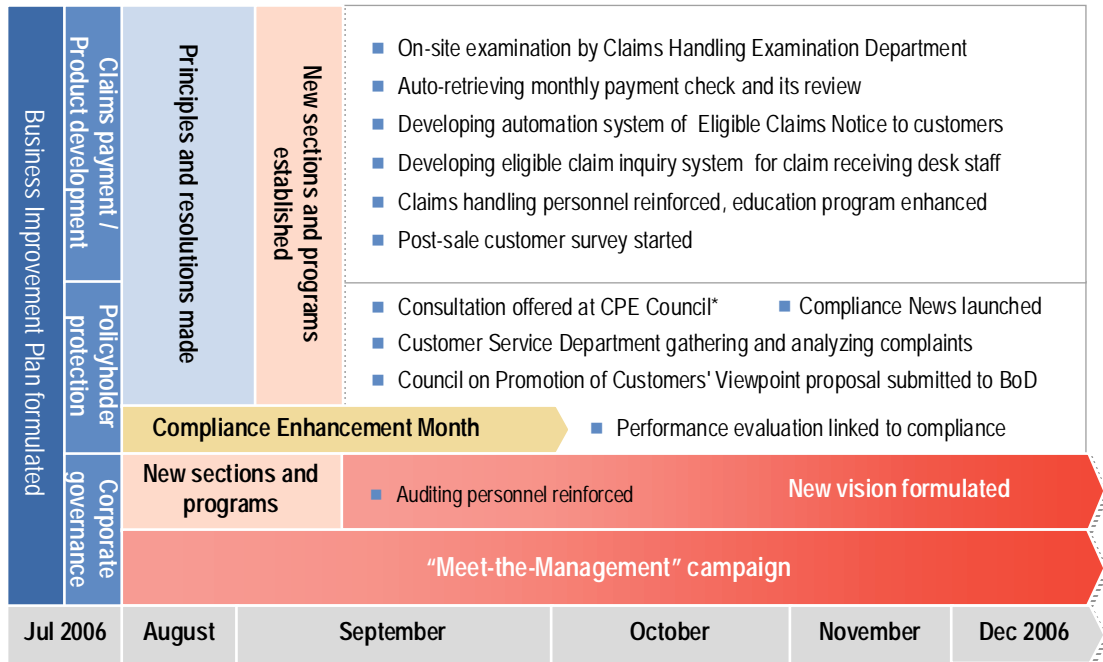 Business Improvement Plan formulated
Claims payment /
Product development
Principles and resolutions made
New sections and programs
established
On-site examination by Claims Handling Examination Department
Auto-retrieving monthly payment check and its review
Developing automation system of Eligible Claims Notice to customers
Developing eligible claim inquiry system for claim receiving desk staff
Claims handling personnel reinforced, education program enhanced
Post-sale customer survey started
Policyholder
protection
Consultation offered at CPE Council*
Compliance News launched
Customer Service Department gathering and analyzing complaints
Council on Promotion of Customers' Viewpoint proposal submitted to BoD
Compliance Enhancement Month
Performance evaluation linked to compliance
Corporate
governance
New sections and
programs
Auditing personnel reinforced
New vision formulated
“Meet-the-Management” campaign
Jul 2006
August
September
October
November
Dec 2006